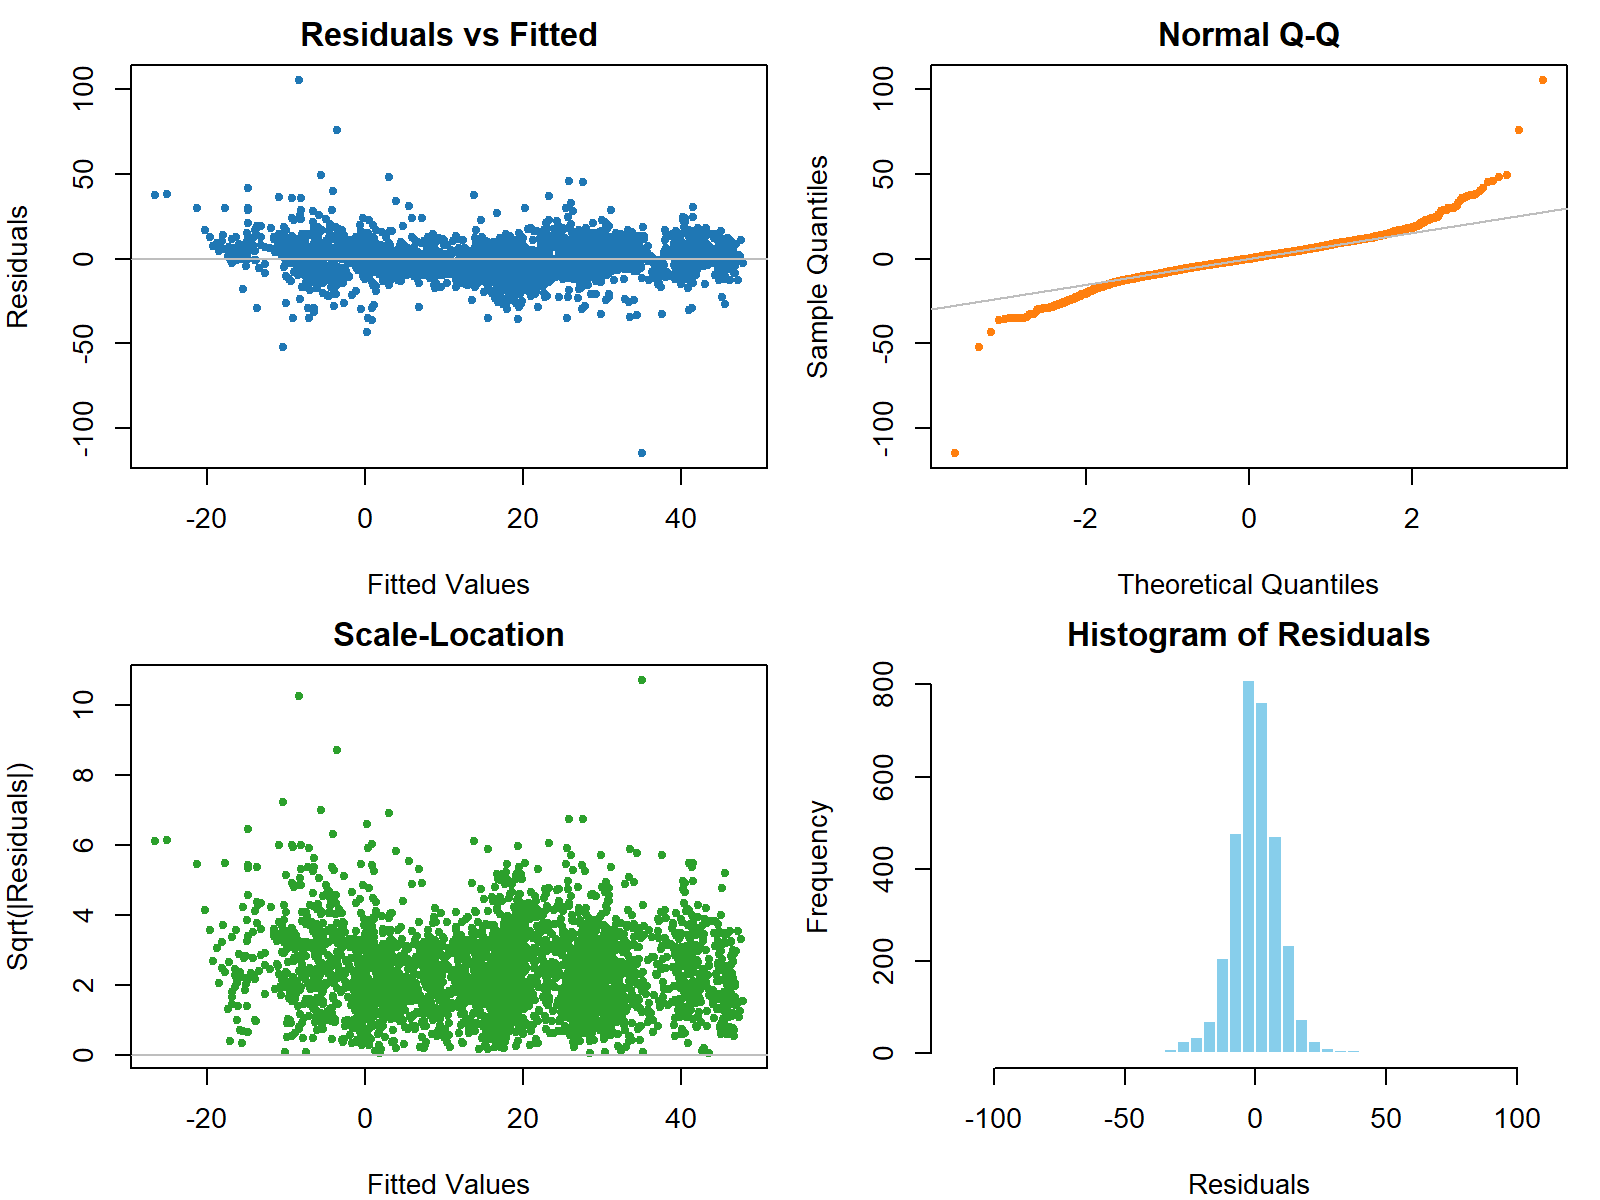 Residuals vs Fitted
Residuals
100
50
0
-50
-100
-20 0 20 40
Fitted Values
Normal Q-Q
Sample Quantiles
100
50
0
-50
-100
-2 0 2
Theoretical Quantiles
Scale-Location
Sqrt(|Residuals|)
10
8
6
4
2
0
-20 0 20 40
Fitted Values
Histogram of Residuals
Frequency
800
600
400
200
0
-100 -50 0 50 100
Residuals